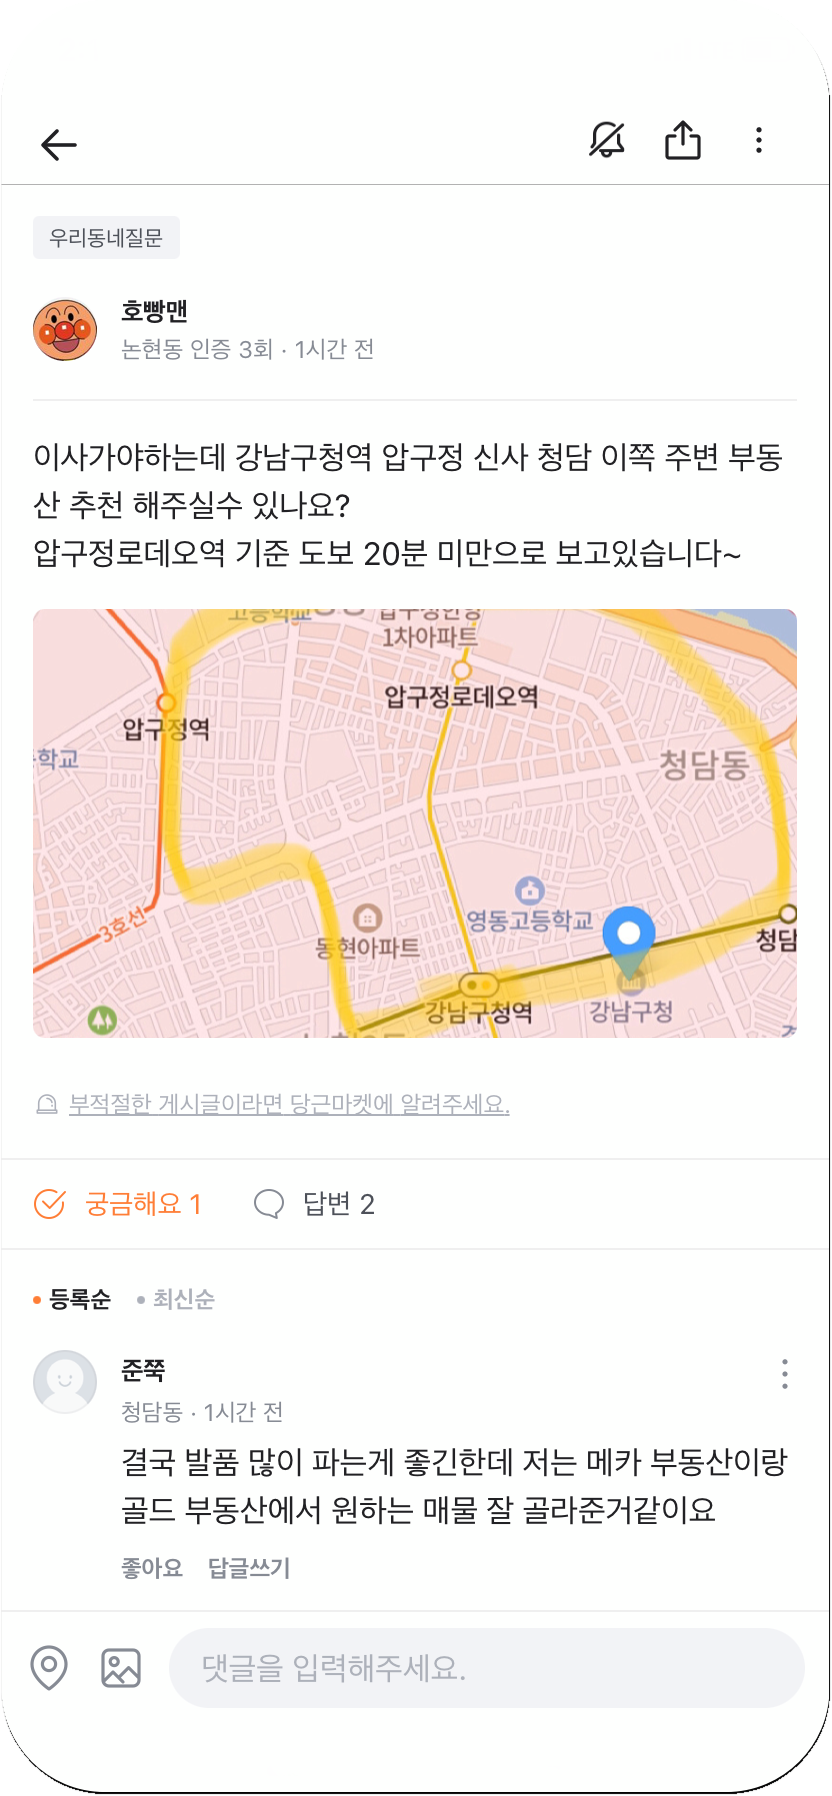 우리동네질문
호빵맨
논현동 인증 3회 · 1시간 전
이사가야하는데 강남구청역 압구정 신사 청담 이쪽 주변 부동
산 추천 해주실수 있나요?
압구정로데오역 기준 도보 20분 미만으로 보고있습니다~
고등학교
압구정한양
1차아파트
압구정로데오역
압구정역
학교
청담동
3호선
동현아파트
영동고등학교
청담
강남구청역
강남구청
부적절한 게시글이라면 당근마켓에 알려주세요.
궁금해요 1
답변 2
등록순
최신순
준쭉
청담동 · 1시간 전
결국 발품 많이 파는게 좋긴한데 저는 메카 부동산이랑
골드 부동산에서 원하는 매물 잘 골라준거같이요
좋아요 답글쓰기
댓글을 입력해주세요.